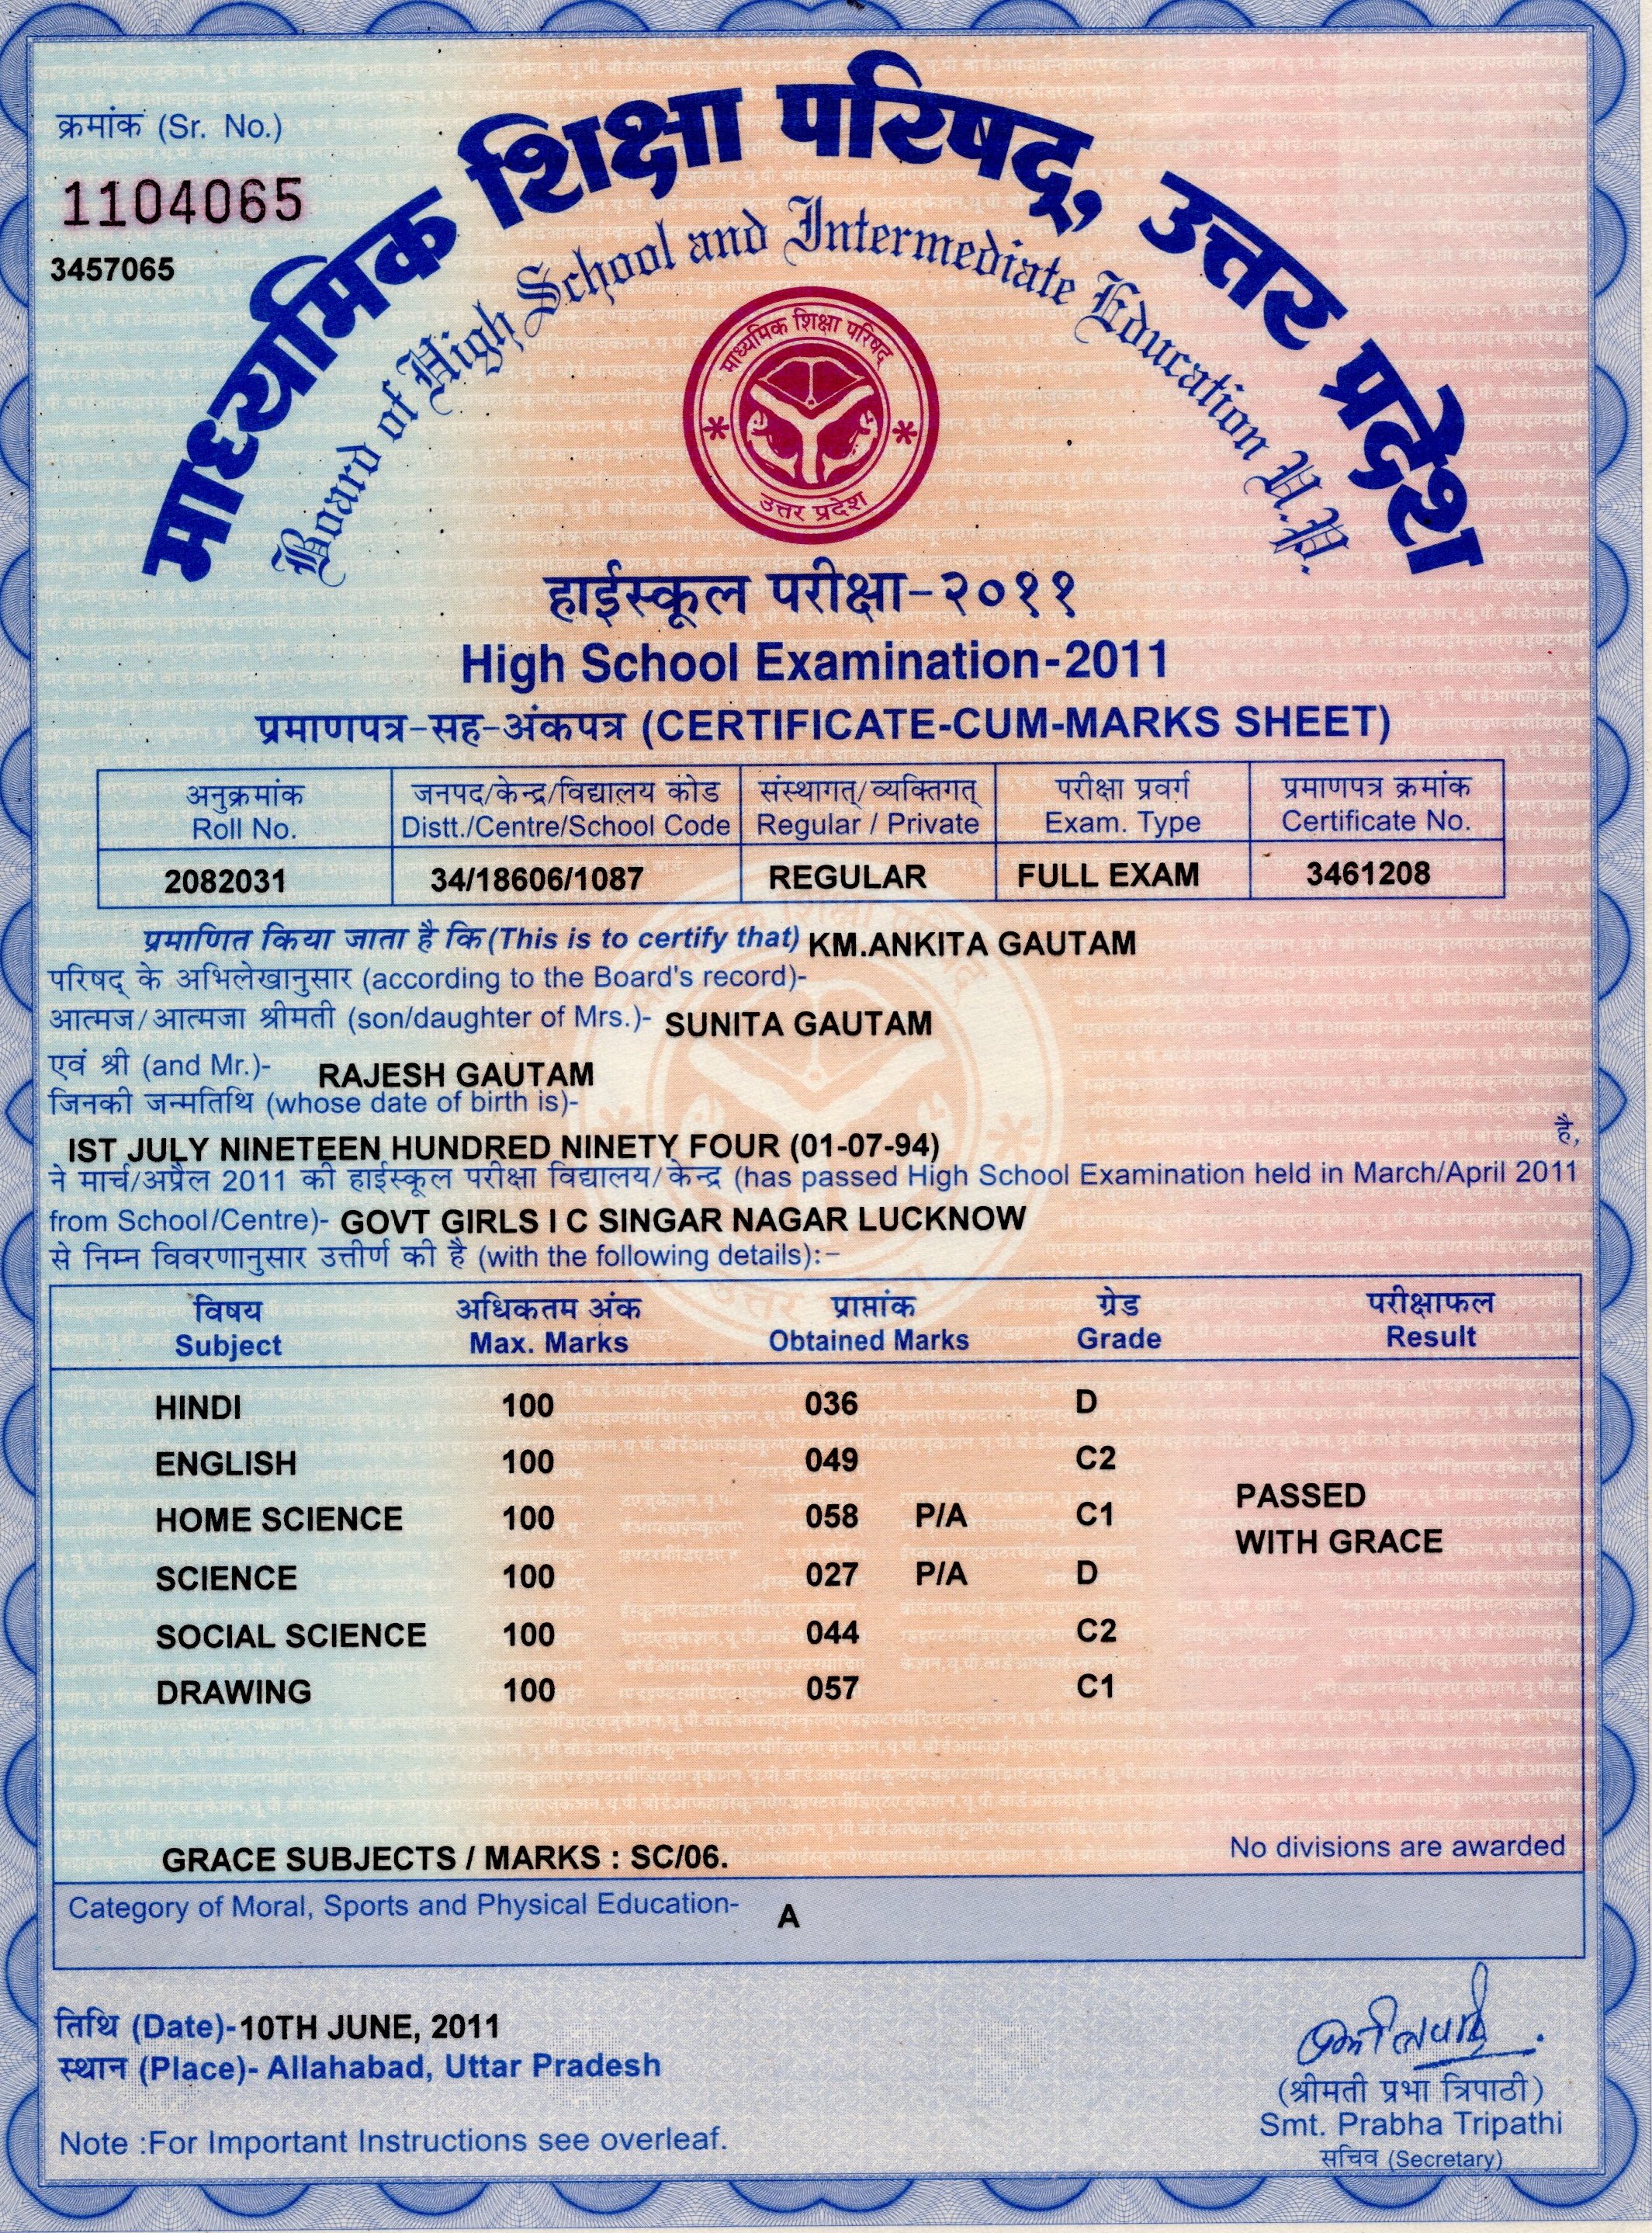 क्रमांक (Sr. No.)
1104065
3457065
माध्यमिक शिक्षा परिषद्, उत्तर प्रदेश
Board of High School and Intermediate Education U.P.
माध्यमिक शिक्षा परिषद्
उत्तर प्रदेश
हाईस्कूल परीक्षा-२०११
High School Examination-2011
प्रमाणपत्र-सह-अंकपत्र (CERTIFICATE-CUM-MARKS SHEET)
अनुक्रमांक जनपद/केन्द्र/विद्यालय कोड संस्थागत्/व्यक्तिगत् परीक्षा प्रवर्ग प्रमाणपत्र क्रमांक
Roll No. Distt./Centre/School Code Regular / Private Exam. Type Certificate No.
2082031 34/18606/1087 REGULAR FULL EXAM 3461208
प्रमाणित किया जाता है कि (This is to certify that) KM.ANKITA GAUTAM
परिषद् के अभिलेखानुसार (according to the Board's record)-
आत्मज/आत्मजा श्रीमती (son/daughter of Mrs.)- SUNITA GAUTAM
एवं श्री (and Mr.)- RAJESH GAUTAM
जिनकी जन्मतिथि (whose date of birth is)-
IST JULY NINETEEN HUNDRED NINETY FOUR (01-07-94) है,
ने मार्च/अप्रैल 2011 की हाईस्कूल परीक्षा विद्यालय/केन्द्र (has passed High School Examination held in March/April 2011
from School/Centre)- GOVT GIRLS I C SINGAR NAGAR LUCKNOW
से निम्न विवरणानुसार उत्तीर्ण की है (with the following details):-
विषय अधिकतम अंक प्राप्तांक ग्रेड परीक्षाफल
Subject Max. Marks Obtained Marks Grade Result
HINDI 100 036 D
ENGLISH 100 049 C2
HOME SCIENCE 100 058 P/A C1 PASSED
WITH GRACE
SCIENCE 100 027 P/A D
SOCIAL SCIENCE 100 044 C2
DRAWING 100 057 C1
GRACE SUBJECTS / MARKS : SC/06. No divisions are awarded
Category of Moral, Sports and Physical Education- A
तिथि (Date)-10TH JUNE, 2011
स्थान (Place)- Allahabad, Uttar Pradesh
(श्रीमती प्रभा त्रिपाठी)
Smt. Prabha Tripathi
Note :For Important Instructions see overleaf.
सचिव (Secretary)